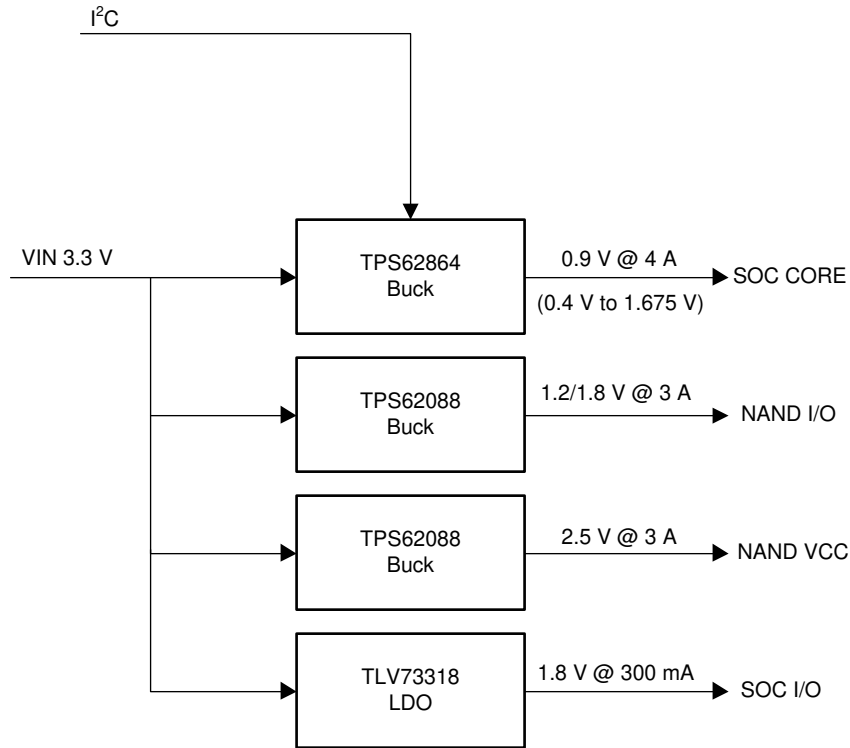 I²C
VIN 3.3 V
TPS62864
Buck
0.9 V @ 4 A
(0.4 V to 1.675 V)
SOC CORE
TPS62088
Buck
1.2/1.8 V @ 3 A
NAND I/O
TPS62088
Buck
2.5 V @ 3 A
NAND VCC
TLV73318
LDO
1.8 V @ 300 mA
SOC I/O